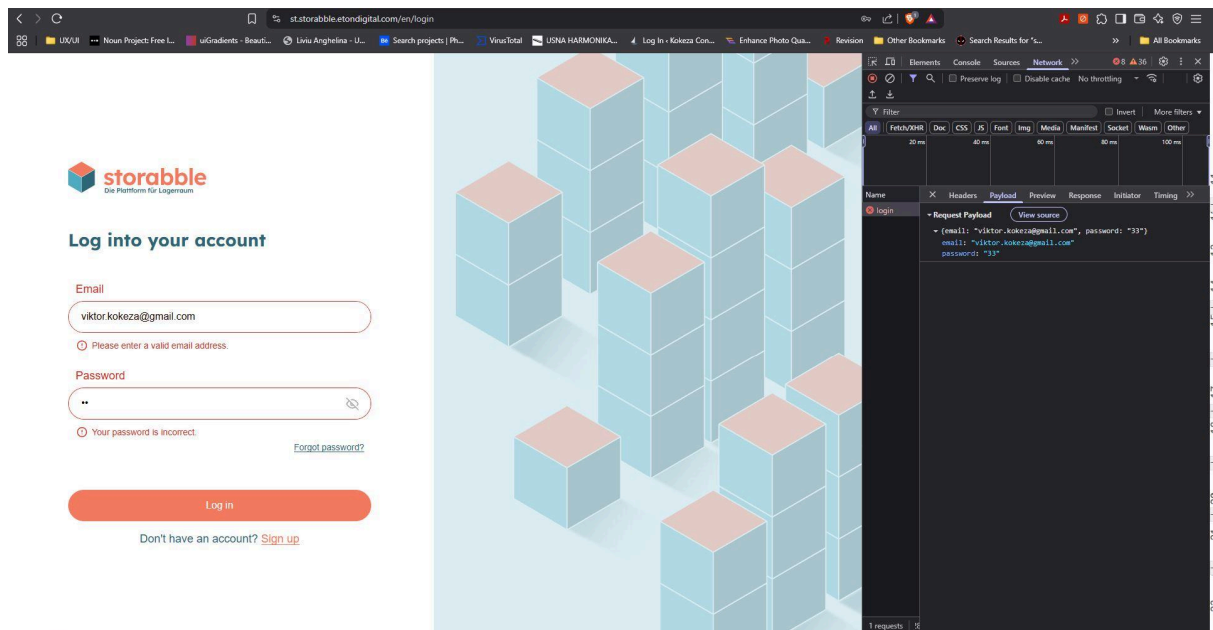 st.storabble.etondigital.com/en/login
UX/UI Noun Project: Free I... uiGradients - Beauti... Liviu Anghelina - U... Search projects | Ph... VirusTotal USNA HARMONIKA... Log In ‹ Kokeza Con... Enhance Photo Qua... Revision Other Bookmarks Search Results for "s... » All Bookmarks
storabble
Die Plattform für Lagerraum
Log into your account
Email
viktor.kokeza@gmail.com
Please enter a valid email address.
Password
••
Your password is incorrect.
Forgot password?
Log in
Don't have an account? Sign up
Elements Console Sources Network » 8 36
Preserve log Disable cache No throttling
Filter Invert More filters
All Fetch/XHR Doc CSS JS Font Img Media Manifest Socket Wasm Other
20 ms 40 ms 60 ms 80 ms 100 ms
Name Headers Payload Preview Response Initiator Timing »
login
Request Payload View source
{email: "viktor.kokeza@gmail.com", password: "33"}
email: "viktor.kokeza@gmail.com"
password: "33"
1 requests